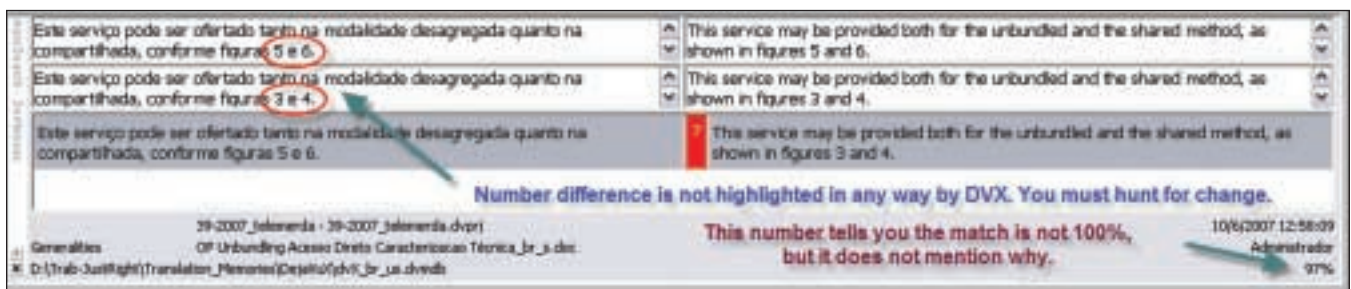 Este serviço pode ser ofertado tanto na modalidade desagregada quanto na
compartilhada, conforme figuras 5 e 6.
This service may be provided both for the unbundled and the shared method, as
shown in figures 5 and 6.
Este serviço pode ser ofertado tanto na modalidade desagregada quanto na
compartilhada, conforme figuras 3 e 4.
This service may be provided both for the unbundled and the shared method, as
shown in figures 3 and 4.
Este serviço pode ser ofertado tanto na modalidade desagregada quanto na
compartilhada, conforme figuras 5 e 6.
? This service may be provided both for the unbundled and the shared method, as
shown in figures 3 and 4.
Number difference is not highlighted in any way by DVX. You must hunt for change.
This number tells you the match is not 100%,
but it does not mention why.
39-2007_telemerda - 39-2007_telemerda.dvprj
10/6/2007 12:58:09
Generalities
OP Unbundling Acesso Direto Caracterizacao Técnica_br_s.doc
Administrador
D:\Trab-JustRight\Translation_Memories\DejaVuX\dvX_br_us.dvmdb
97%